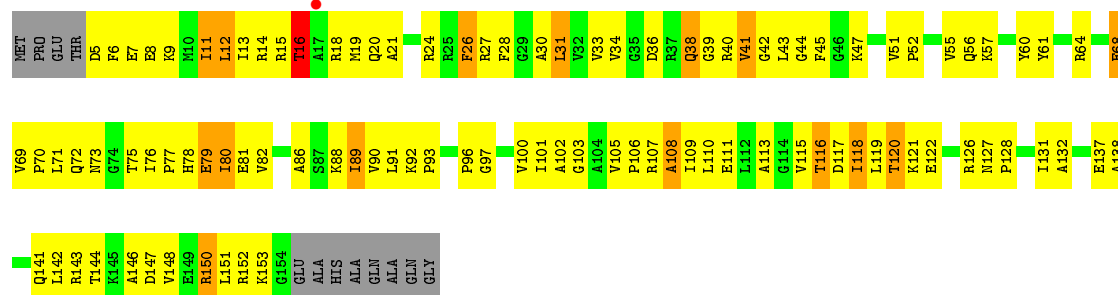 MET PRO GLU THR D5 F6 E7 E8 K9 M10 I11 L12 I13 R14 R15 T16 A17 R18 M19 Q20 A21 R24 R25 F26 R27 F28 G29 A30 L31 V32 V33 V34 G35 D36 R37 Q38 G39 R40 V41 G42 L43 G44 F45 G46 K47 V51 P52 V55 Q56 K57 Y60 Y61 R64
V69 P70 L71 Q72 N73 G74 T75 I76 P77 H78 E79 I80 E81 V82 A86 S87 K88 I89 V90 L91 K92 P93 P96 G97 V100 I101 A102 G103 A104 V105 P106 R107 A108 I109 L110 E111 L112 A113 G114 V115 T116 D117 I118 L119 T120 K121 E122 R126 N127 P128 I131 A132 E137 A138
Q141 L142 R143 T144 K145 A146 D147 V148 E149 R150 L151 R152 K153 G154 GLU ALA HIS ALA GLN ALA GLN GLY